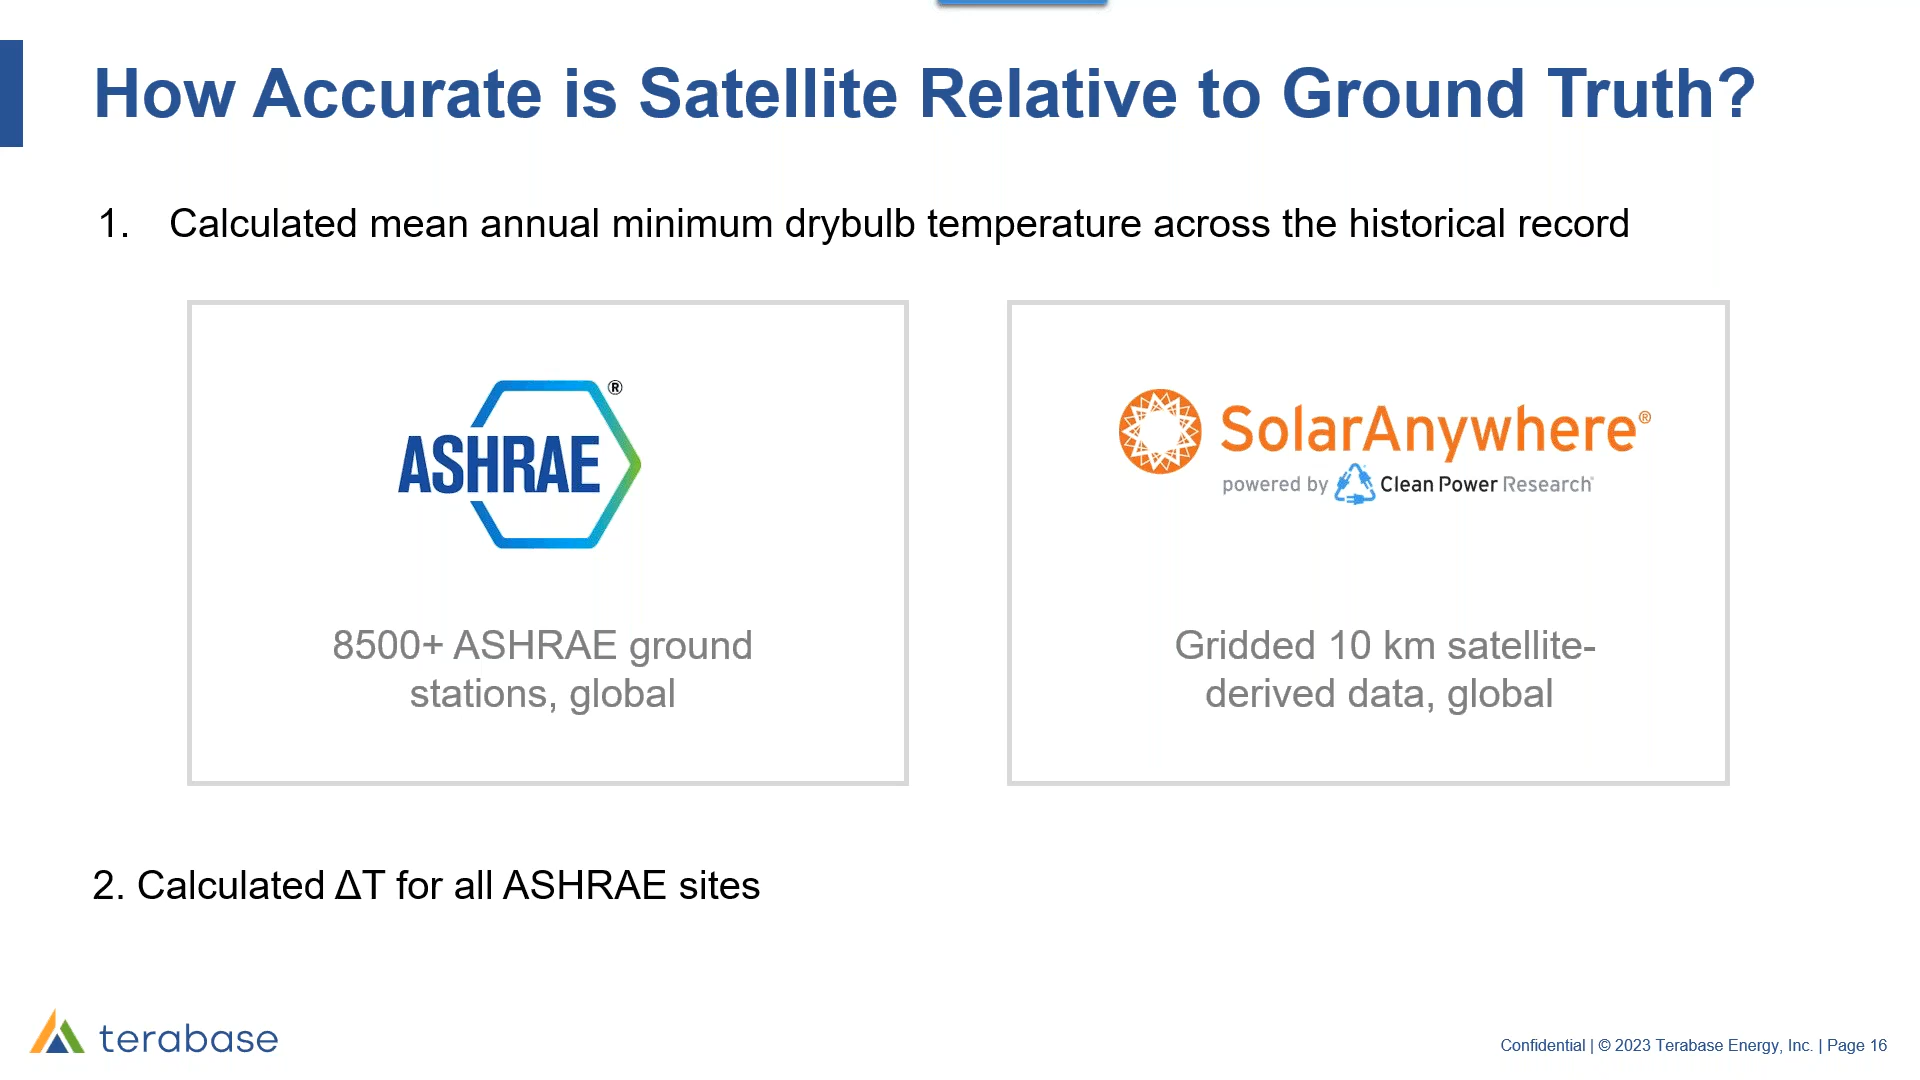 How Accurate is Satellite Relative to Ground Truth?
1. Calculated mean annual minimum drybulb temperature across the historical record
ASHRAE®
8500+ ASHRAE ground
stations, global
SolarAnywhere®
powered by Clean Power Research
Gridded 10 km satellite-
derived data, global
2. Calculated ΔT for all ASHRAE sites
terabase
Confidential | © 2023 Terabase Energy, Inc. | Page 16